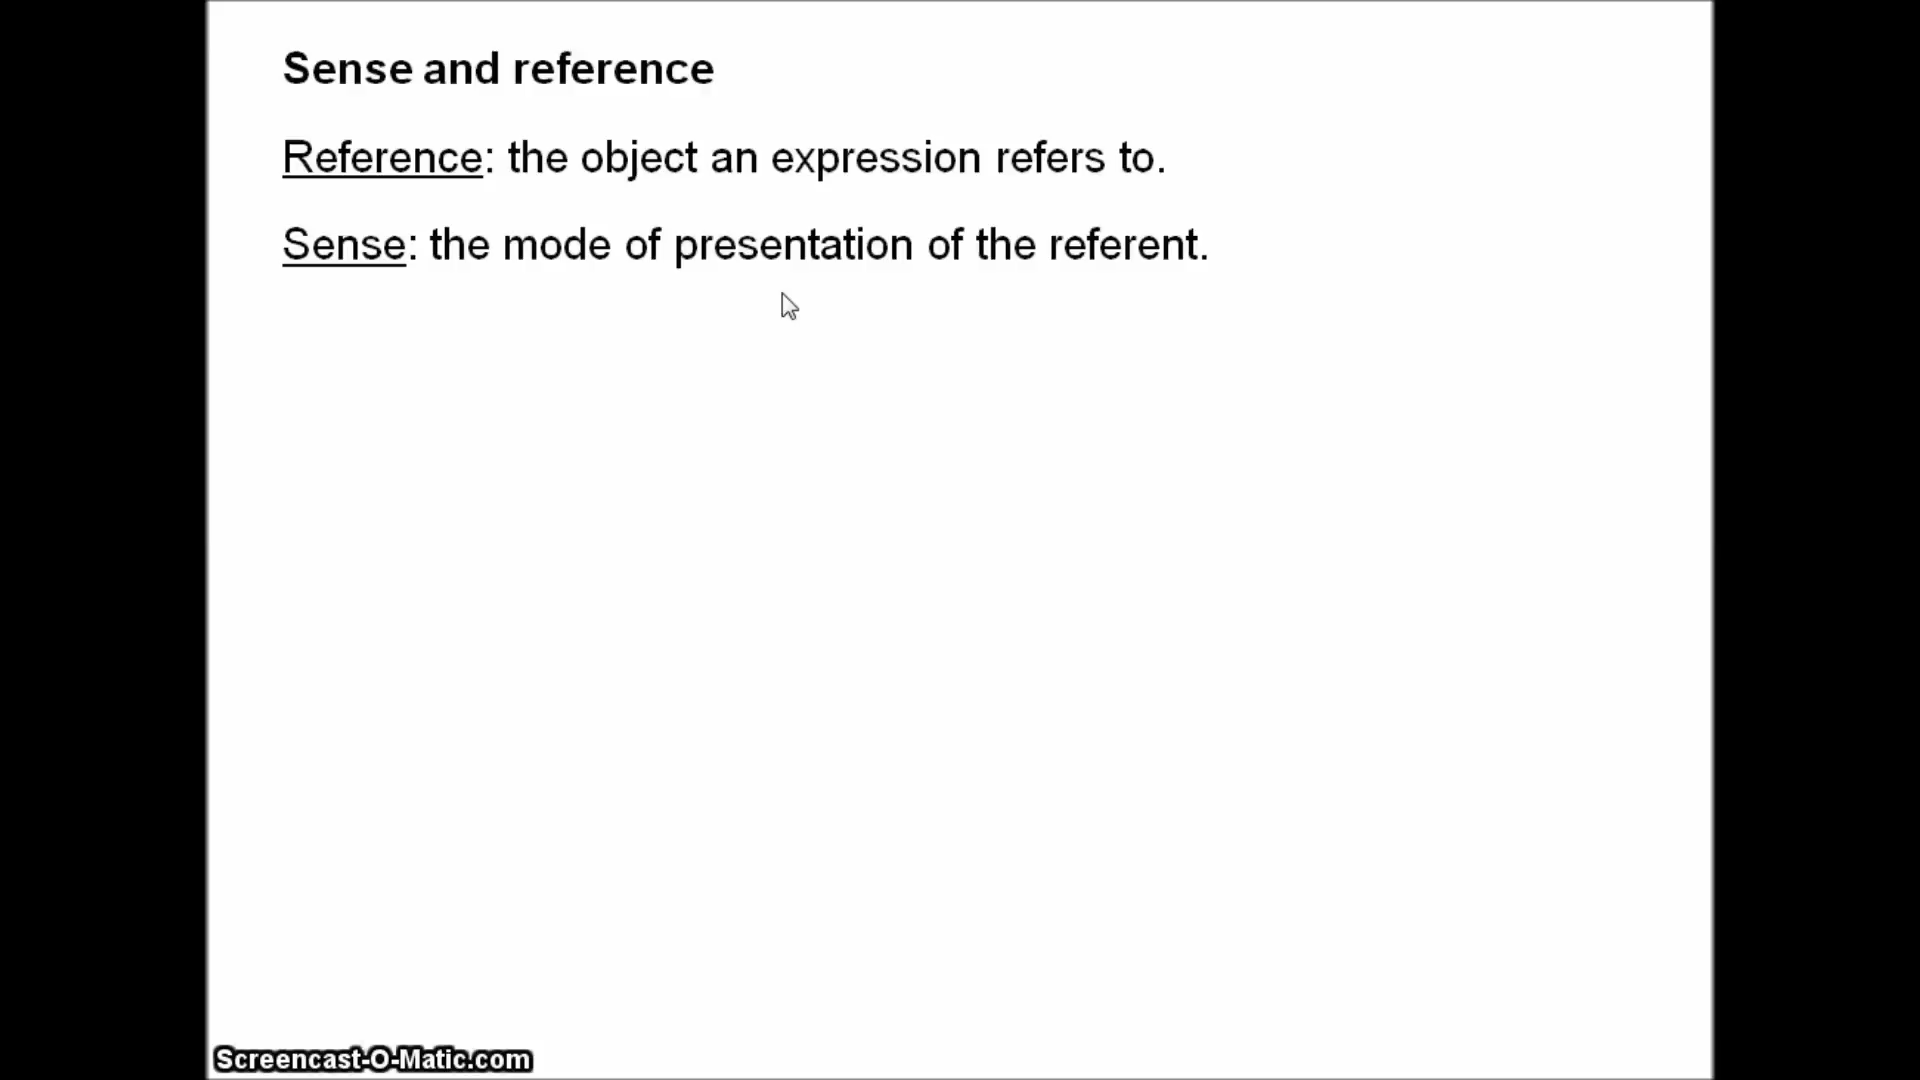 Sense and reference
Reference: the object an expression refers to.
Sense: the mode of presentation of the referent.
Screencast-O-Matic.com